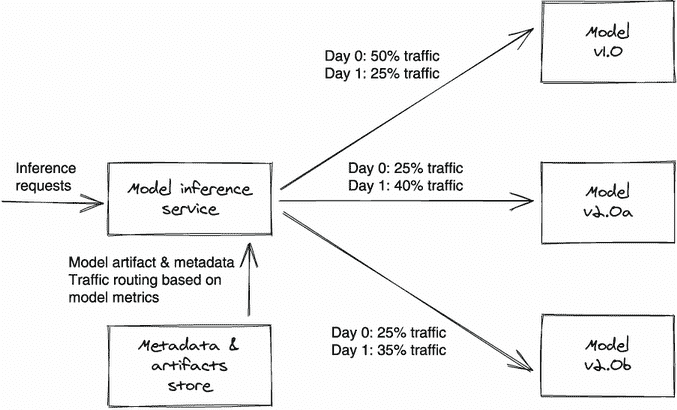 Model
v1.0
Day 0: 50% traffic
Day 1: 25% traffic
Inference
requests
Model inference
service
Day 0: 25% traffic
Day 1: 40% traffic
Model
v2.0a
Model artifact & metadata
Traffic routing based on
model metrics
Metadata &
artifacts
store
Day 0: 25% traffic
Day 1: 35% traffic
Model
v2.0b